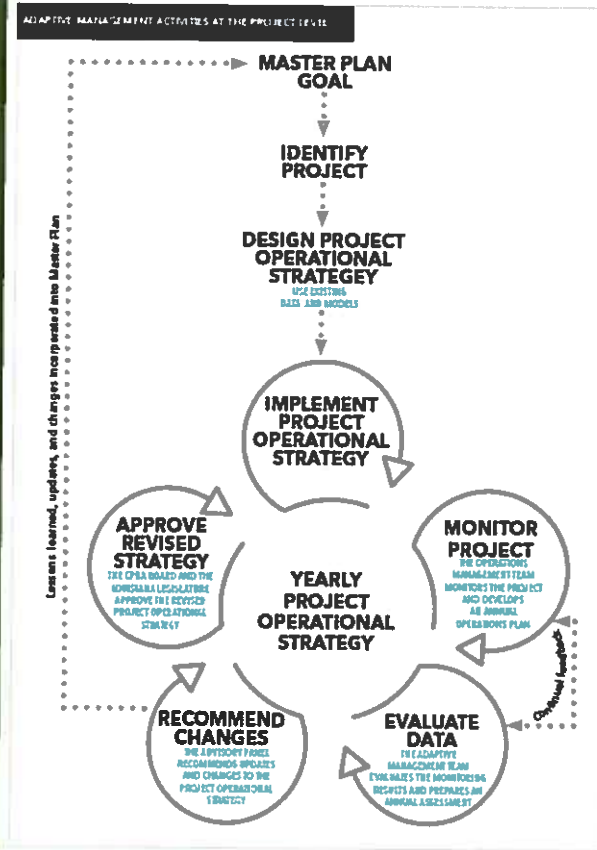 ADAPTIVE MANAGEMENT ACTIVITIES AT THE PROJECT LEVEL
MASTER PLAN
GOAL
IDENTIFY
PROJECT
DESIGN PROJECT
OPERATIONAL
STRATEGEY
USE EXISTING
DATA AND MODELS
IMPLEMENT
PROJECT
OPERATIONAL
STRATEGY
MONITOR
PROJECT
THE OPERATIONS
MANAGEMENT TEAM
MONITORS THE PROJECT
AND DEVELOPS
AN ANNUAL
OPERATIONS PLAN
Continual feedback
EVALUATE
DATA
THE ADAPTIVE
MANAGEMENT TEAM
EVALUATES THE MONITORING
RESULTS AND PREPARES AN
ANNUAL ASSESSMENT
RECOMMEND
CHANGES
THE ADVISORY PANEL
RECOMMENDS UPDATES
AND CHANGES TO THE
PROJECT OPERATIONAL
STRATEGY
APPROVE
REVISED
STRATEGY
THE CPRA BOARD AND THE
LOUISIANA LEGISLATURE
APPROVE THE REVISED
PROJECT OPERATIONAL
STRATEGY
YEARLY
PROJECT
OPERATIONAL
STRATEGY
Lessons learned, updates, and changes incorporated into Master Plan